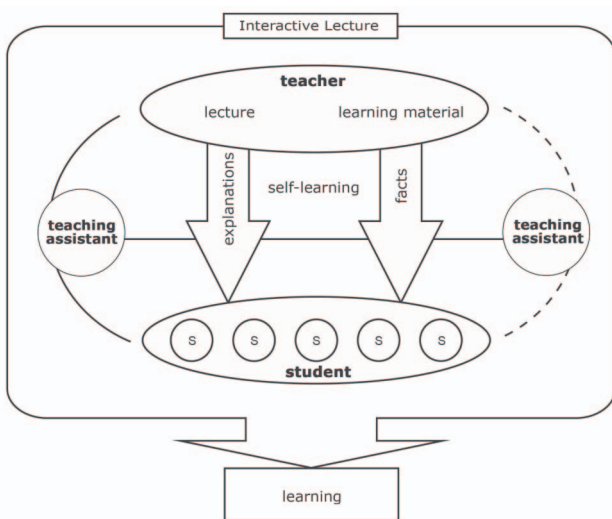 Interactive Lecture
teacher
lecture learning material
explanations
self-learning
facts
teaching
assistant
teaching
assistant
S S S S S
student
learning